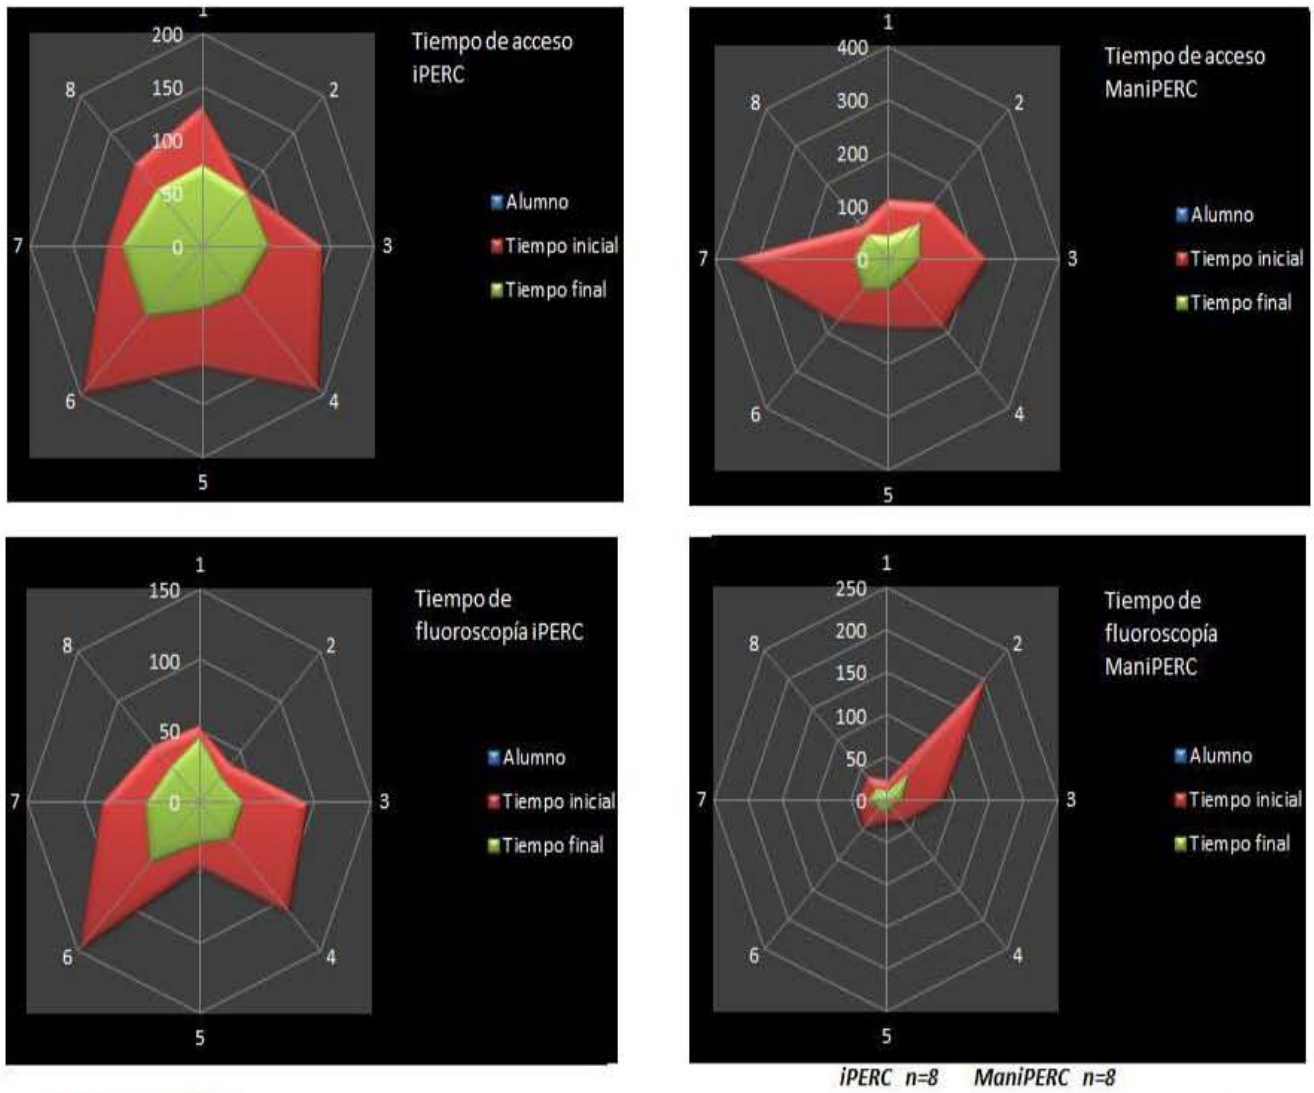 1
200
150
100
50
0
8
2
7
3
6
4
5
Tiempo de acceso
iPERC
Alumno
Tiempo inicial
Tiempo final
1
400
300
200
100
0
8
2
7
3
6
4
5
Tiempo de acceso
ManiPERC
Alumno
Tiempo inicial
Tiempo final
1
150
100
50
0
8
2
7
3
6
4
5
Tiempo de
fluoroscopía iPERC
Alumno
Tiempo inicial
Tiempo final
1
250
200
150
100
50
0
8
2
7
3
6
4
5
Tiempo de
fluoroscopía
ManiPERC
Alumno
Tiempo inicial
Tiempo final
iPERC n=8 ManiPERC n=8